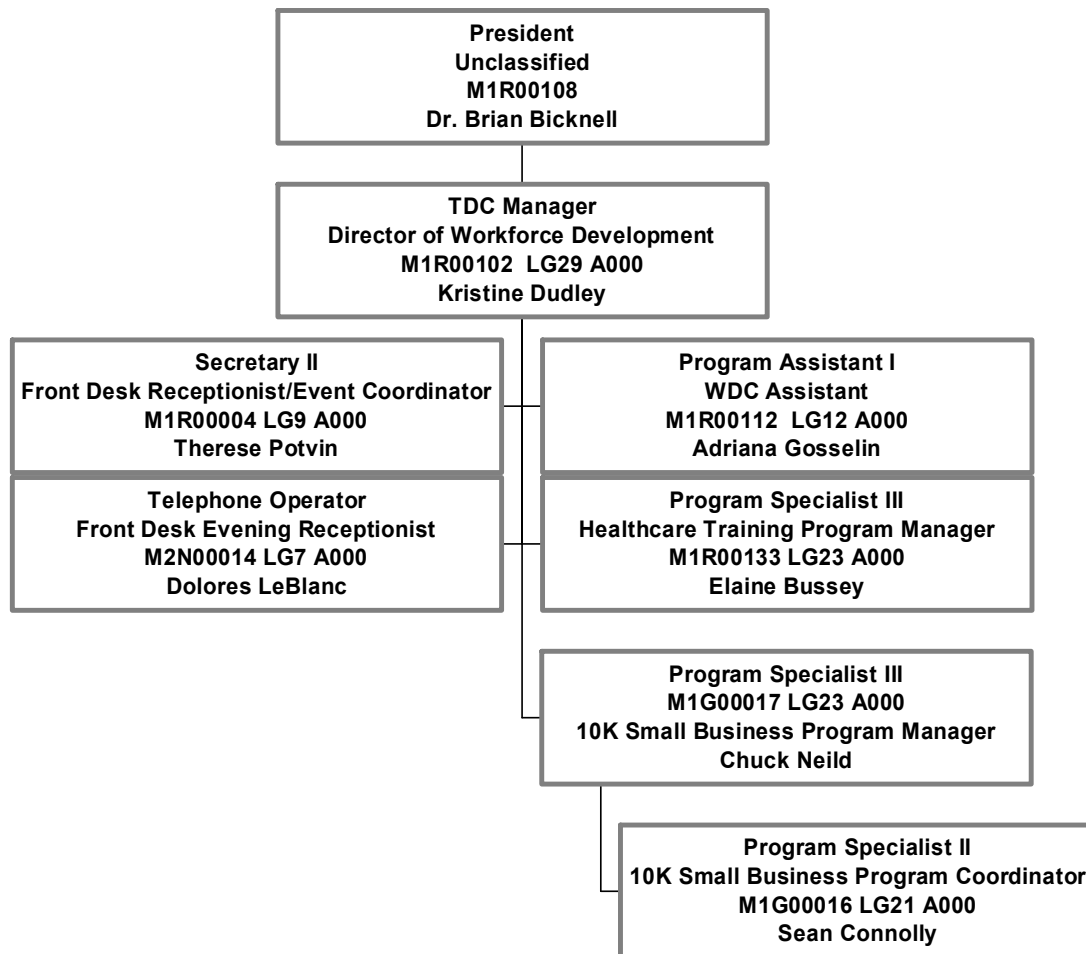 President
Unclassified
M1R00108
Dr. Brian Bicknell
TDC Manager
Director of Workforce Development
M1R00102  LG29 A000
Kristine Dudley
Secretary II
Front Desk Receptionist/Event Coordinator
M1R00004 LG9 A000
Therese Potvin
Program Assistant I
WDC Assistant
M1R00112  LG12 A000
Adriana Gosselin
Telephone Operator
Front Desk Evening Receptionist
M2N00014 LG7 A000
Dolores LeBlanc
Program Specialist III
Healthcare Training Program Manager
M1R00133 LG23 A000
Elaine Bussey
Program Specialist III
M1G00017 LG23 A000
10K Small Business Program Manager
Chuck Neild
Program Specialist II
10K Small Business Program Coordinator
M1G00016 LG21 A000
Sean Connolly